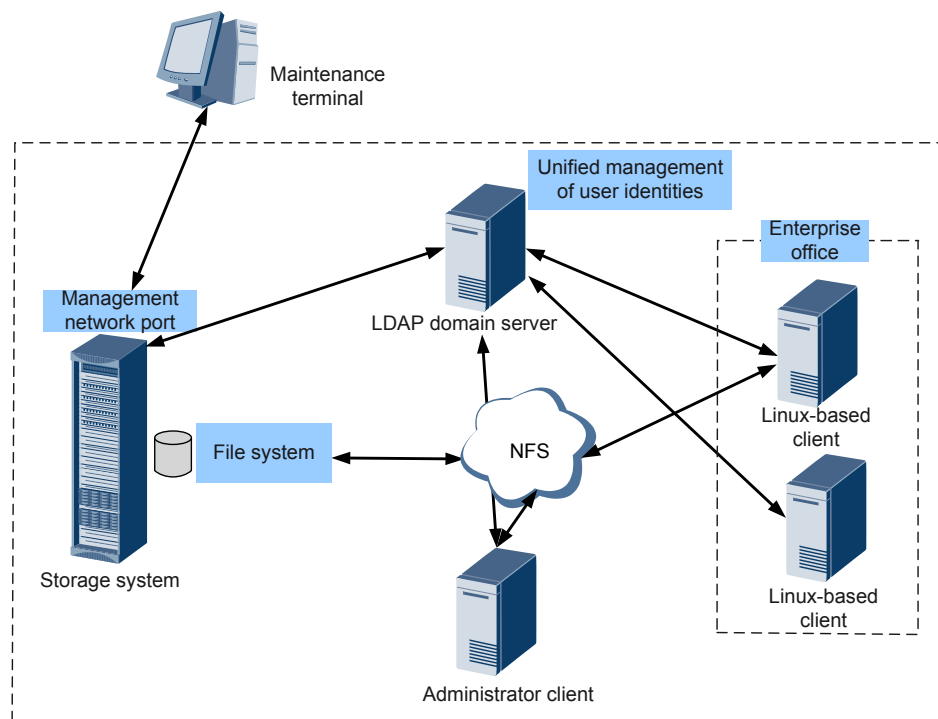 Maintenance
terminal
Unified management
of user identities
Enterprise
office
Management
network port
LDAP domain server
Linux-based
client
File system
NFS
Storage system
Linux-based
client
Administrator client